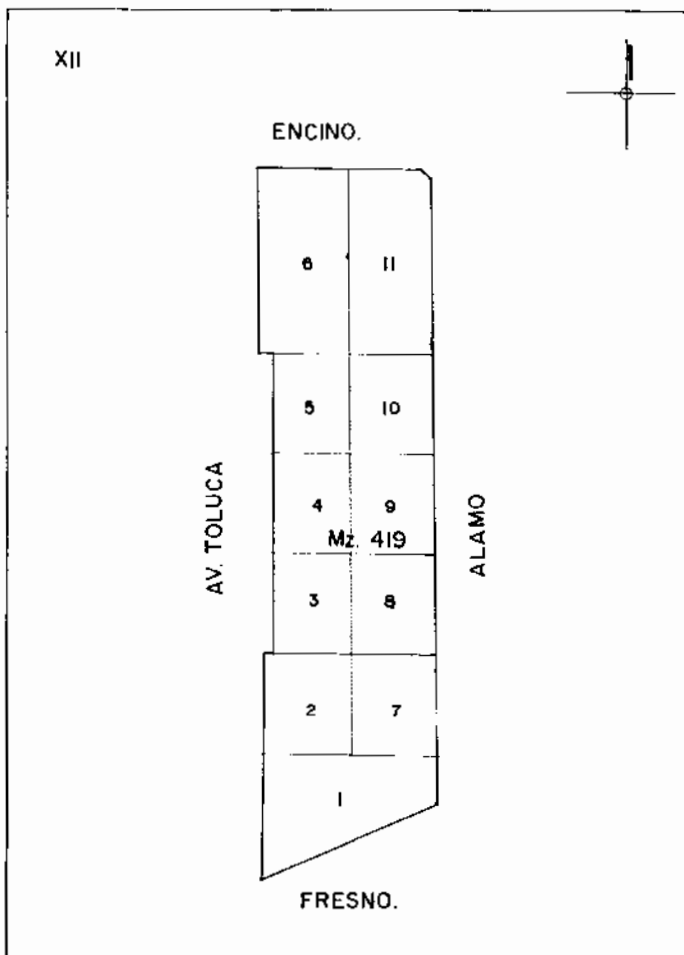 XII
ENCINO.
6 11
5 10
4 9
Mz. 419
3 8
2 7
1
AV. TOLUCA
ALAMO
FRESNO.